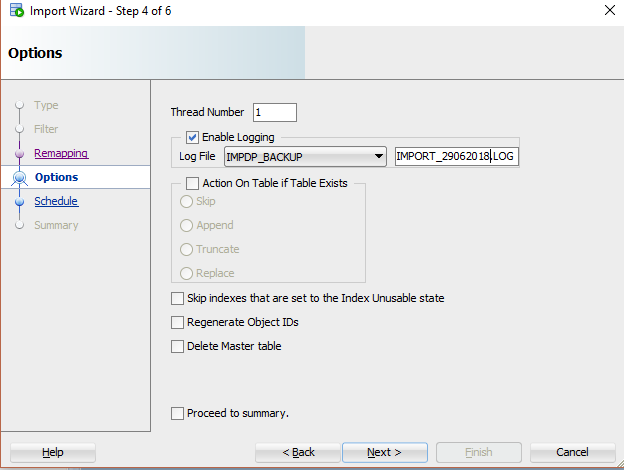 Import Wizard - Step 4 of 6
Options
Type
Filter
Remapping
Options
Schedule
Summary
Thread Number 1
Enable Logging
Log File IMPDP_BACKUP IMPORT_29062018.LOG
Action On Table if Table Exists
Skip
Append
Truncate
Replace
Skip indexes that are set to the Index Unusable state
Regenerate Object IDs
Delete Master table
Proceed to summary.
Help < Back Next > Finish Cancel